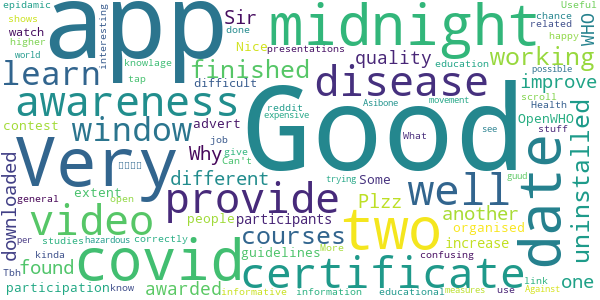 epidamic
shows
higher
world
watch
interesting
app
knowlage
tap
Nice
done
Sir
presentations
midnight
chance
related
happy
Useful
WHO
learn
finished
difficult
quality
education
working
possible
scroll
awareness
disease
improve
contest
window
advert
reddit
expensive
Asibone
movement
Health
OpenWHO
Very
job
Why
give
Can't
What
see
stuff
downloaded
different
trying
Some
guud
general
extent
open
provide
well
date
uninstalled
video
people
participants
Plzz
another
two
organised
per
studies
hazardous
correctly
courses
increase
kinda
covid
guidelines
More
confusing
Tbh
found
certificate
one
participation
know
awarded
informative
information
educational
measures
use
link
Against
Good